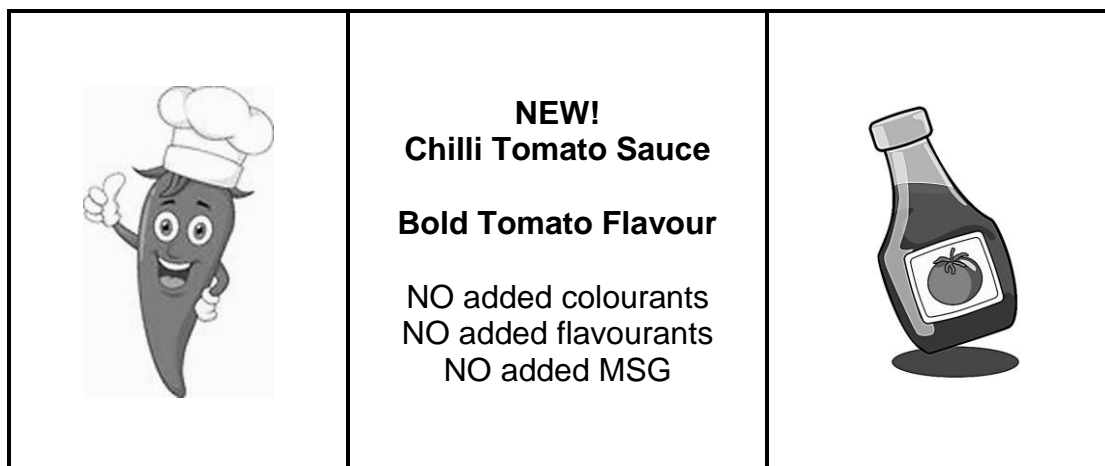 NEW!
Chilli Tomato Sauce
Bold Tomato Flavour
NO added colourants
NO added flavourants
NO added MSG